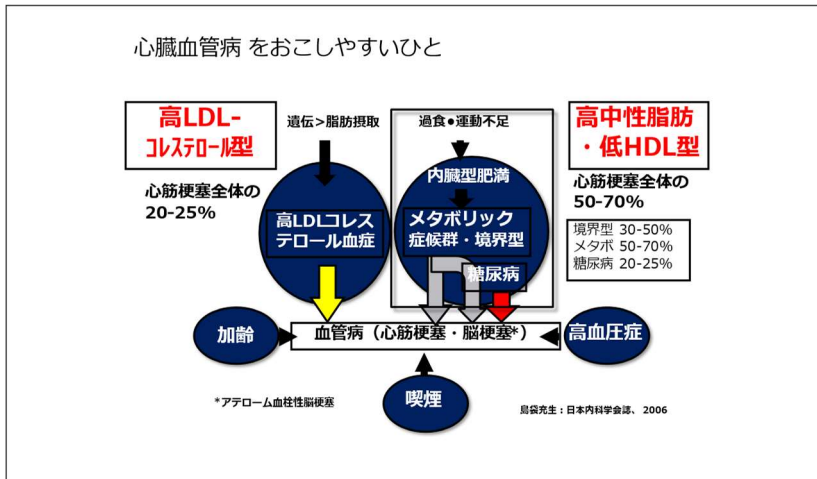 心臓血管病 をおこしやすいひと
高LDL-
ｺﾚｽﾃﾛｰﾙ型
心筋梗塞全体の
20-25%
遺伝>脂肪摂取
高LDLコレス
テロール血症
過食●運動不足
内臓型肥満
メタボリック
症候群・境界型
糖尿病
高中性脂肪
・低HDL型
心筋梗塞全体の
50-70%
境界型 30-50%
メタボ 50-70%
糖尿病 20-25%
加齢
血管病（心筋梗塞・脳梗塞*）
高血圧症
喫煙
*アテローム血栓性脳梗塞
島袋充生：日本内科学会誌、2006